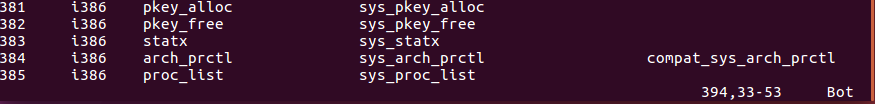 381 i386 pkey_alloc sys_pkey_alloc
382 i386 pkey_free sys_pkey_free
383 i386 statx sys_statx
384 i386 arch_prctl sys_arch_prctl compat_sys_arch_prctl
385 i386 proc_list sys_proc_list
394,33-53 Bot